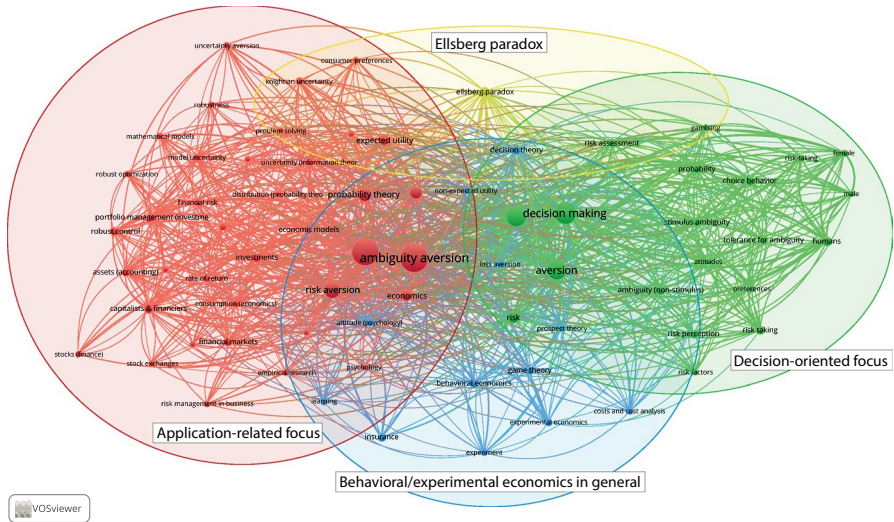 Ellsberg paradox
uncertainty aversion
consumer preferences
knightian uncertainty
ellsberg paradox
robustness
problem solving
mathematical models
expected utility
gambling
decision theory
risk assessment
model uncertainty
uncertainty (information theor
risk-taking
female
robust optimization
probability
choice behavior
financial risk
distribution (probability theo
probability theory
non-expected utility
male
portfolio management (investme
decision making
robust control
economic models
stimulus ambiguity
tolerance for ambiguity
humans
investments
ambiguity aversion
loss aversion
attitudes
assets (accounting)
rate of return
aversion
risk aversion
economics
ambiguity (non-stimulus)
preferences
capitalists & financiers
consumption (economics)
attitude (psychology)
risk
prospect theory
risk perception
risk taking
financial markets
stocks (finance)
stock exchanges
empirical research
psychology
game theory
risk factors
Decision-oriented focus
behavioral economics
risk management in business
learning
costs and cost analysis
experimental economics
Application-related focus
insurance
experiment
Behavioral/experimental economics in general
VOSviewer